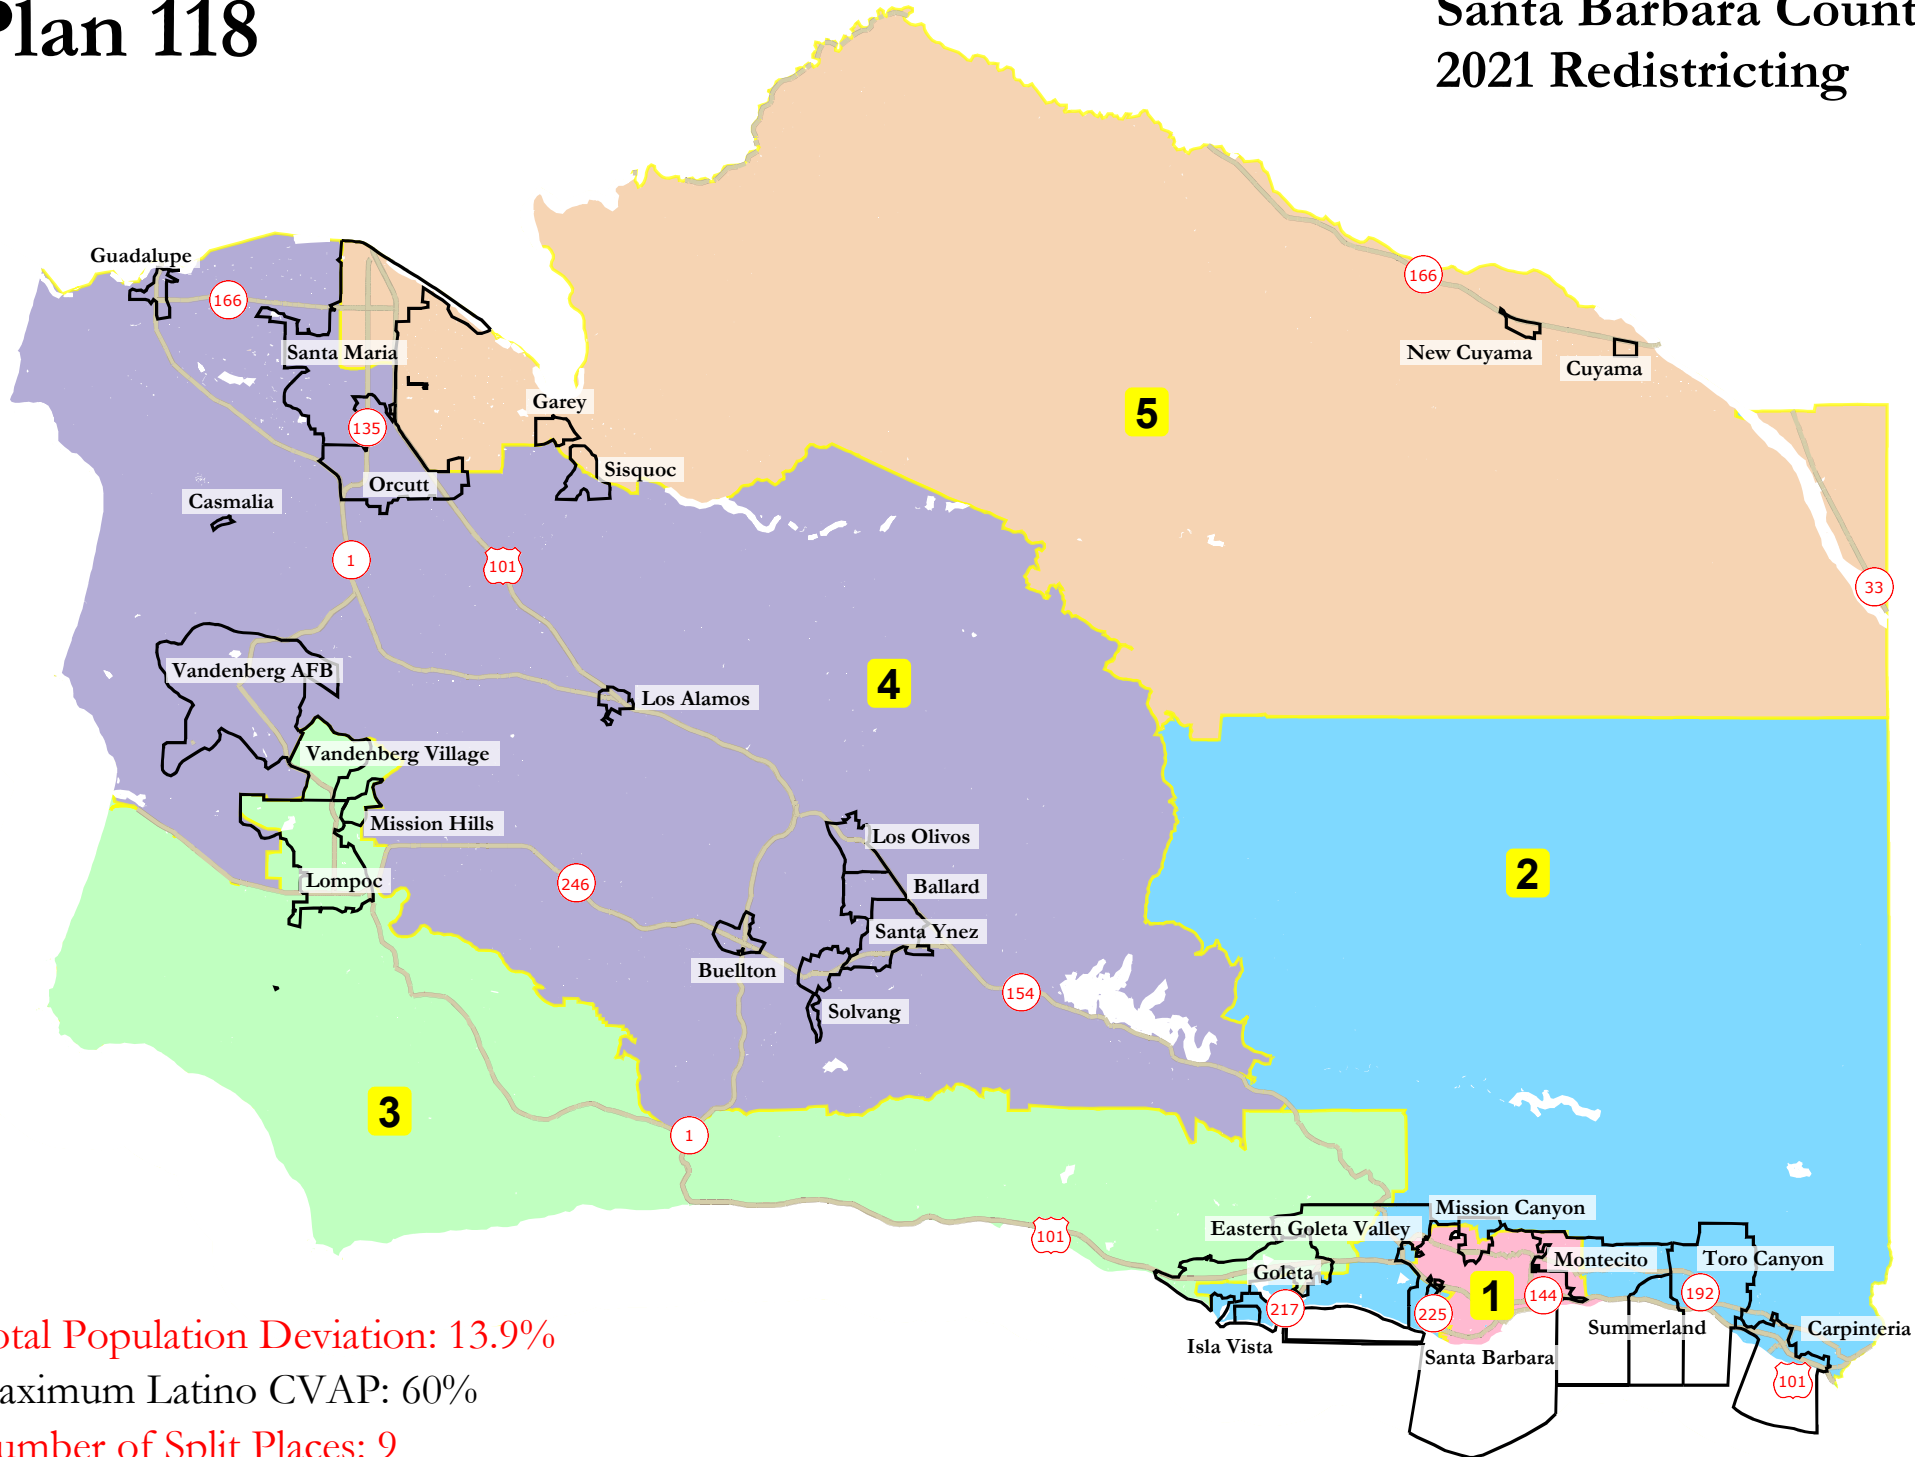 Plan 118
Santa Barbara Count
2021 Redistricting
Guadalupe
166
166
Santa Maria
New Cuyama
Cuyama
Garey
5
135
Sisquoc
Orcutt
Casmalia
1
101
33
Vandenberg AFB
4
Los Alamos
Vandenberg Village
Mission Hills
Los Olivos
2
Lompoc
246
Ballard
Santa Ynez
Buellton
154
Solvang
3
1
Mission Canyon
Eastern Goleta Valley
101
Montecito
Toro Canyon
Goleta
1
144
192
217
225
Summerland
Carpinteria
Isla Vista
Santa Barbara
101
otal Population Deviation: 13.9%
aximum Latino CVAP: 60%
umber of Split Places: 9